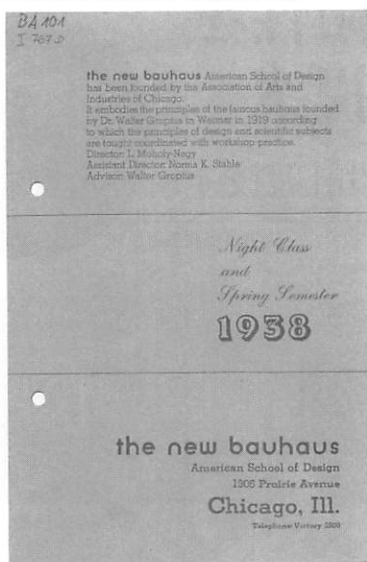 BA 101
I 767 D
the new bauhaus American School of Design
has been founded by the Association of Arts and
Industries of Chicago.
It embodies the principles of the famous bauhaus founded
by Dr. Walter Gropius in Weimar in 1919 according
to which the principles of design and scientific subjects
are taught coordinated with workshop practice.
Director: L. Moholy-Nagy
Assistant Director: Norma K. Stahle
Advisor: Walter Gropius
Night Class
and
Spring Semester
1938
the new bauhaus
American School of Design
1905 Prairie Avenue
Chicago, Ill.
Telephone: Victory